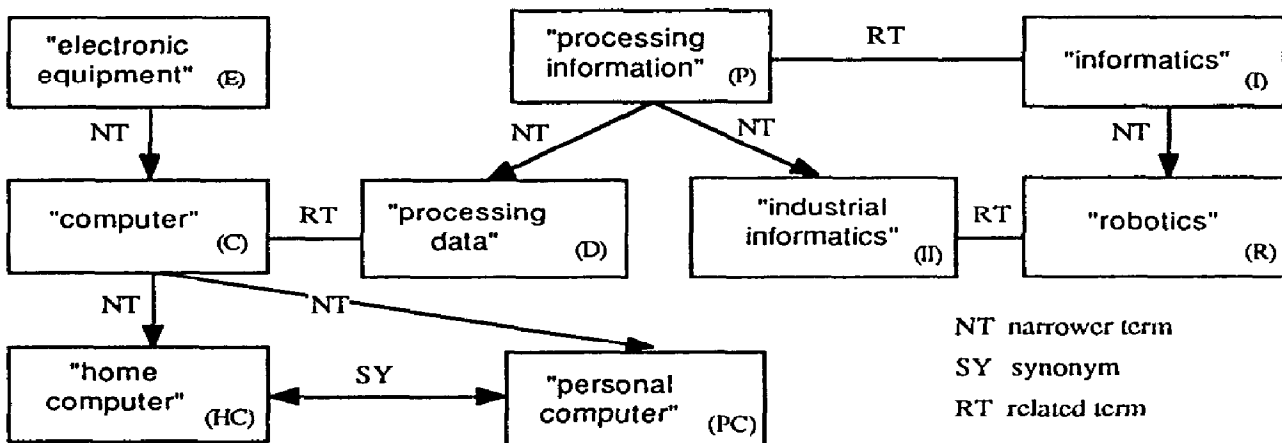 "electronic
equipment" (E)
"processing
information" (P)
RT
"informatics"
(I)
NT
NT
NT
NT
"computer"
(C)
RT
"processing
data" (D)
"industrial
informatics" (II)
RT
"robotics"
(R)
NT
NT
"home
computer" (HC)
SY
"personal
computer" (PC)
NT narrower term
SY synonym
RT related term